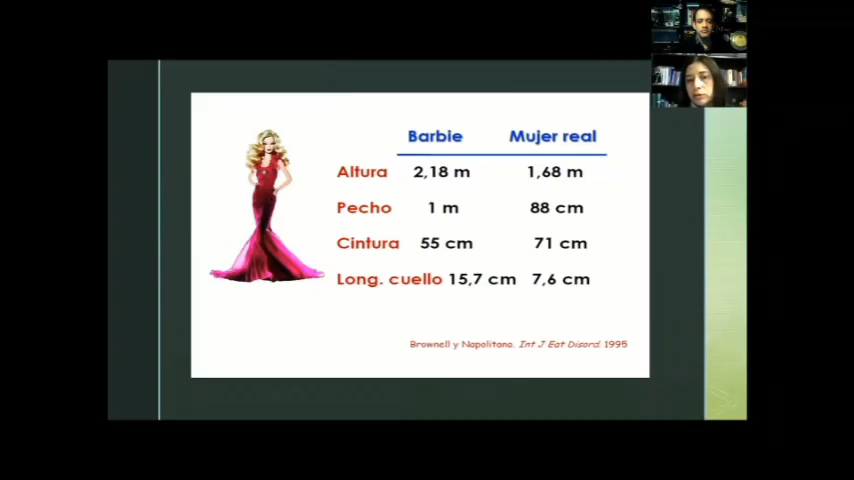 Barbie Mujer real
Altura 2,18 m 1,68 m
Pecho 1 m 88 cm
Cintura 55 cm 71 cm
Long. cuello 15,7 cm 7,6 cm
Brownell y Napolitano. Int J Eat Disord. 1995